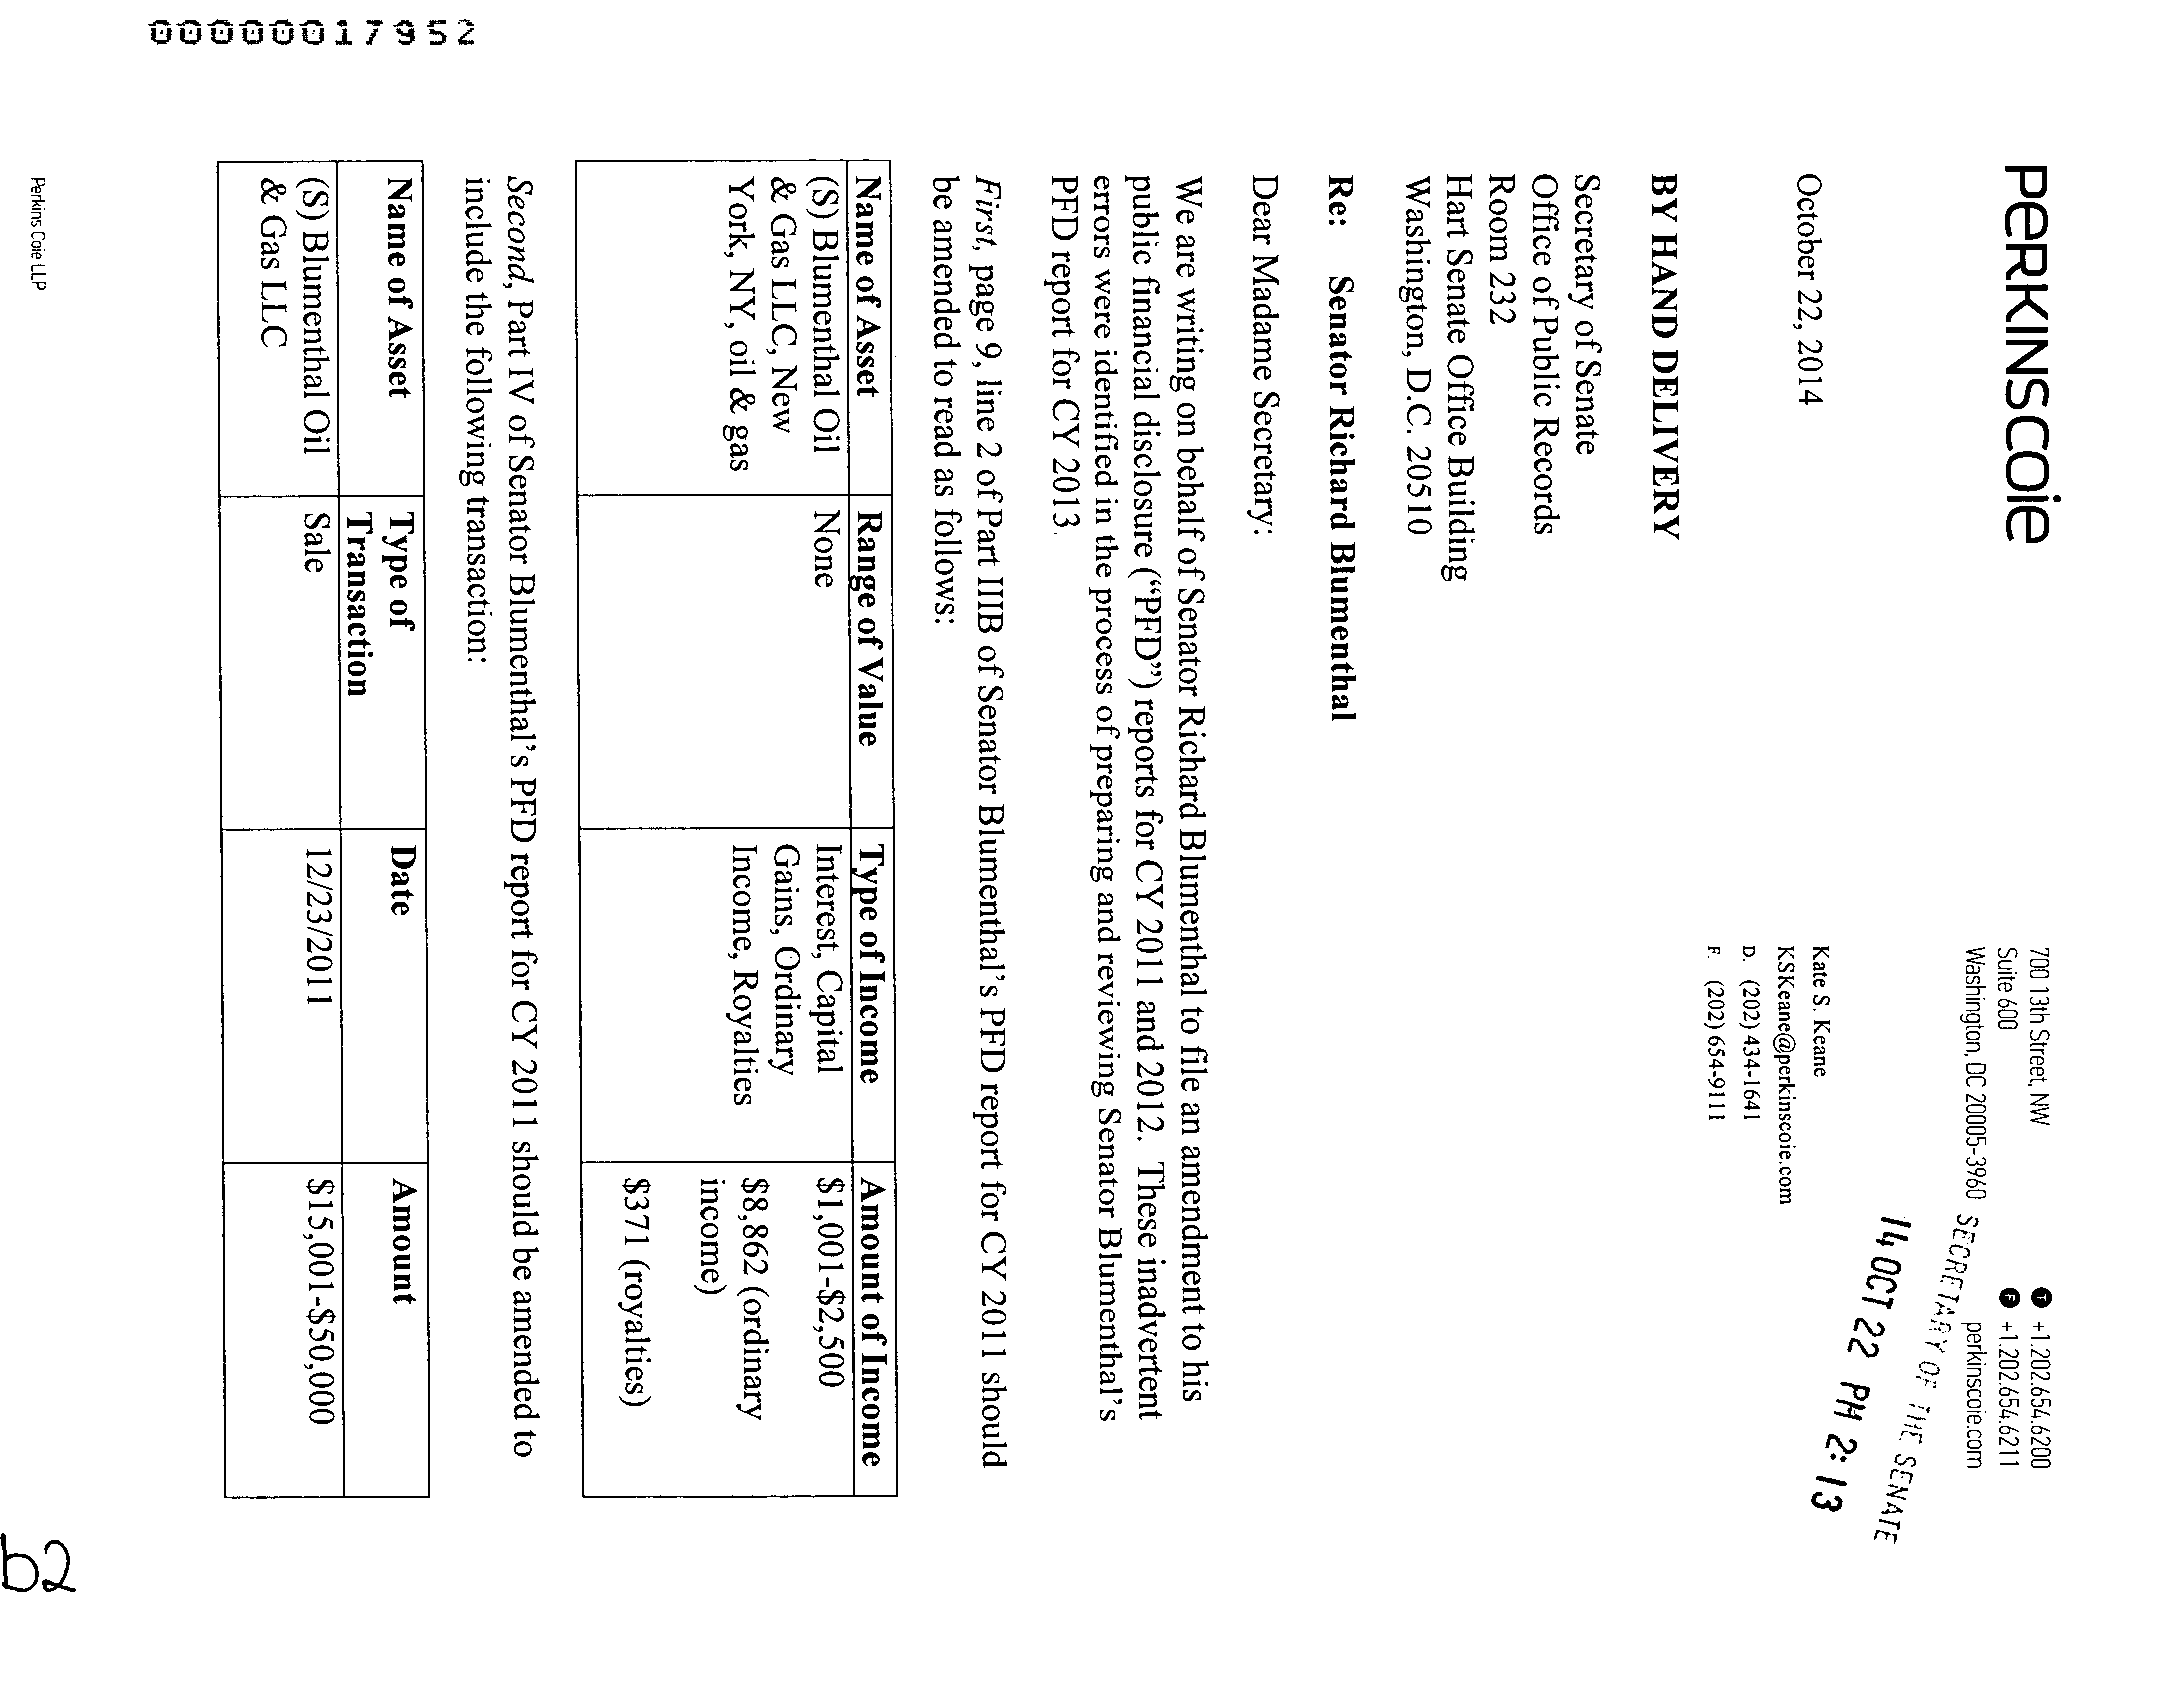 00000017952
PERKINSCOIE
700 13th Street, NW
Suite 600
Washington, DC 20005-3960
T +1.202.654.6200
F +1.202.654.6211
perkinscoie.com
SECRETARY OF THE SENATE
14 OCT 22 PM 2:13
October 22, 2014
Kate S. Keane
KSKeane@perkinscoie.com
D. (202) 434-1641
F. (202) 654-9111
BY HAND DELIVERY
Secretary of Senate
Office of Public Records
Room 232
Hart Senate Office Building
Washington, D.C. 20510
Re: Senator Richard Blumenthal
Dear Madame Secretary:
We are writing on behalf of Senator Richard Blumenthal to file an amendment to his
public financial disclosure (“PFD”) reports for CY 2011 and 2012. These inadvertent
errors were identified in the process of preparing and reviewing Senator Blumenthal’s
PFD report for CY 2013.
First, page 9, line 2 of Part IIIB of Senator Blumenthal’s PFD report for CY 2011 should
be amended to read as follows:
Name of Asset Range of Value Type of Income Amount of Income
(S) Blumenthal Oil None Interest, Capital $1,001-$2,500
& Gas LLC, New Gains, Ordinary
York, NY, oil & gas Income, Royalties $8,862 (ordinary
income)
$371 (royalties)
Second, Part IV of Senator Blumenthal’s PFD report for CY 2011 should be amended to
include the following transaction:
Name of Asset Type of Date Amount
Transaction
(S) Blumenthal Oil Sale 12/23/2011 $15,001-$50,000
& Gas LLC
Perkins Coie LLP
b2